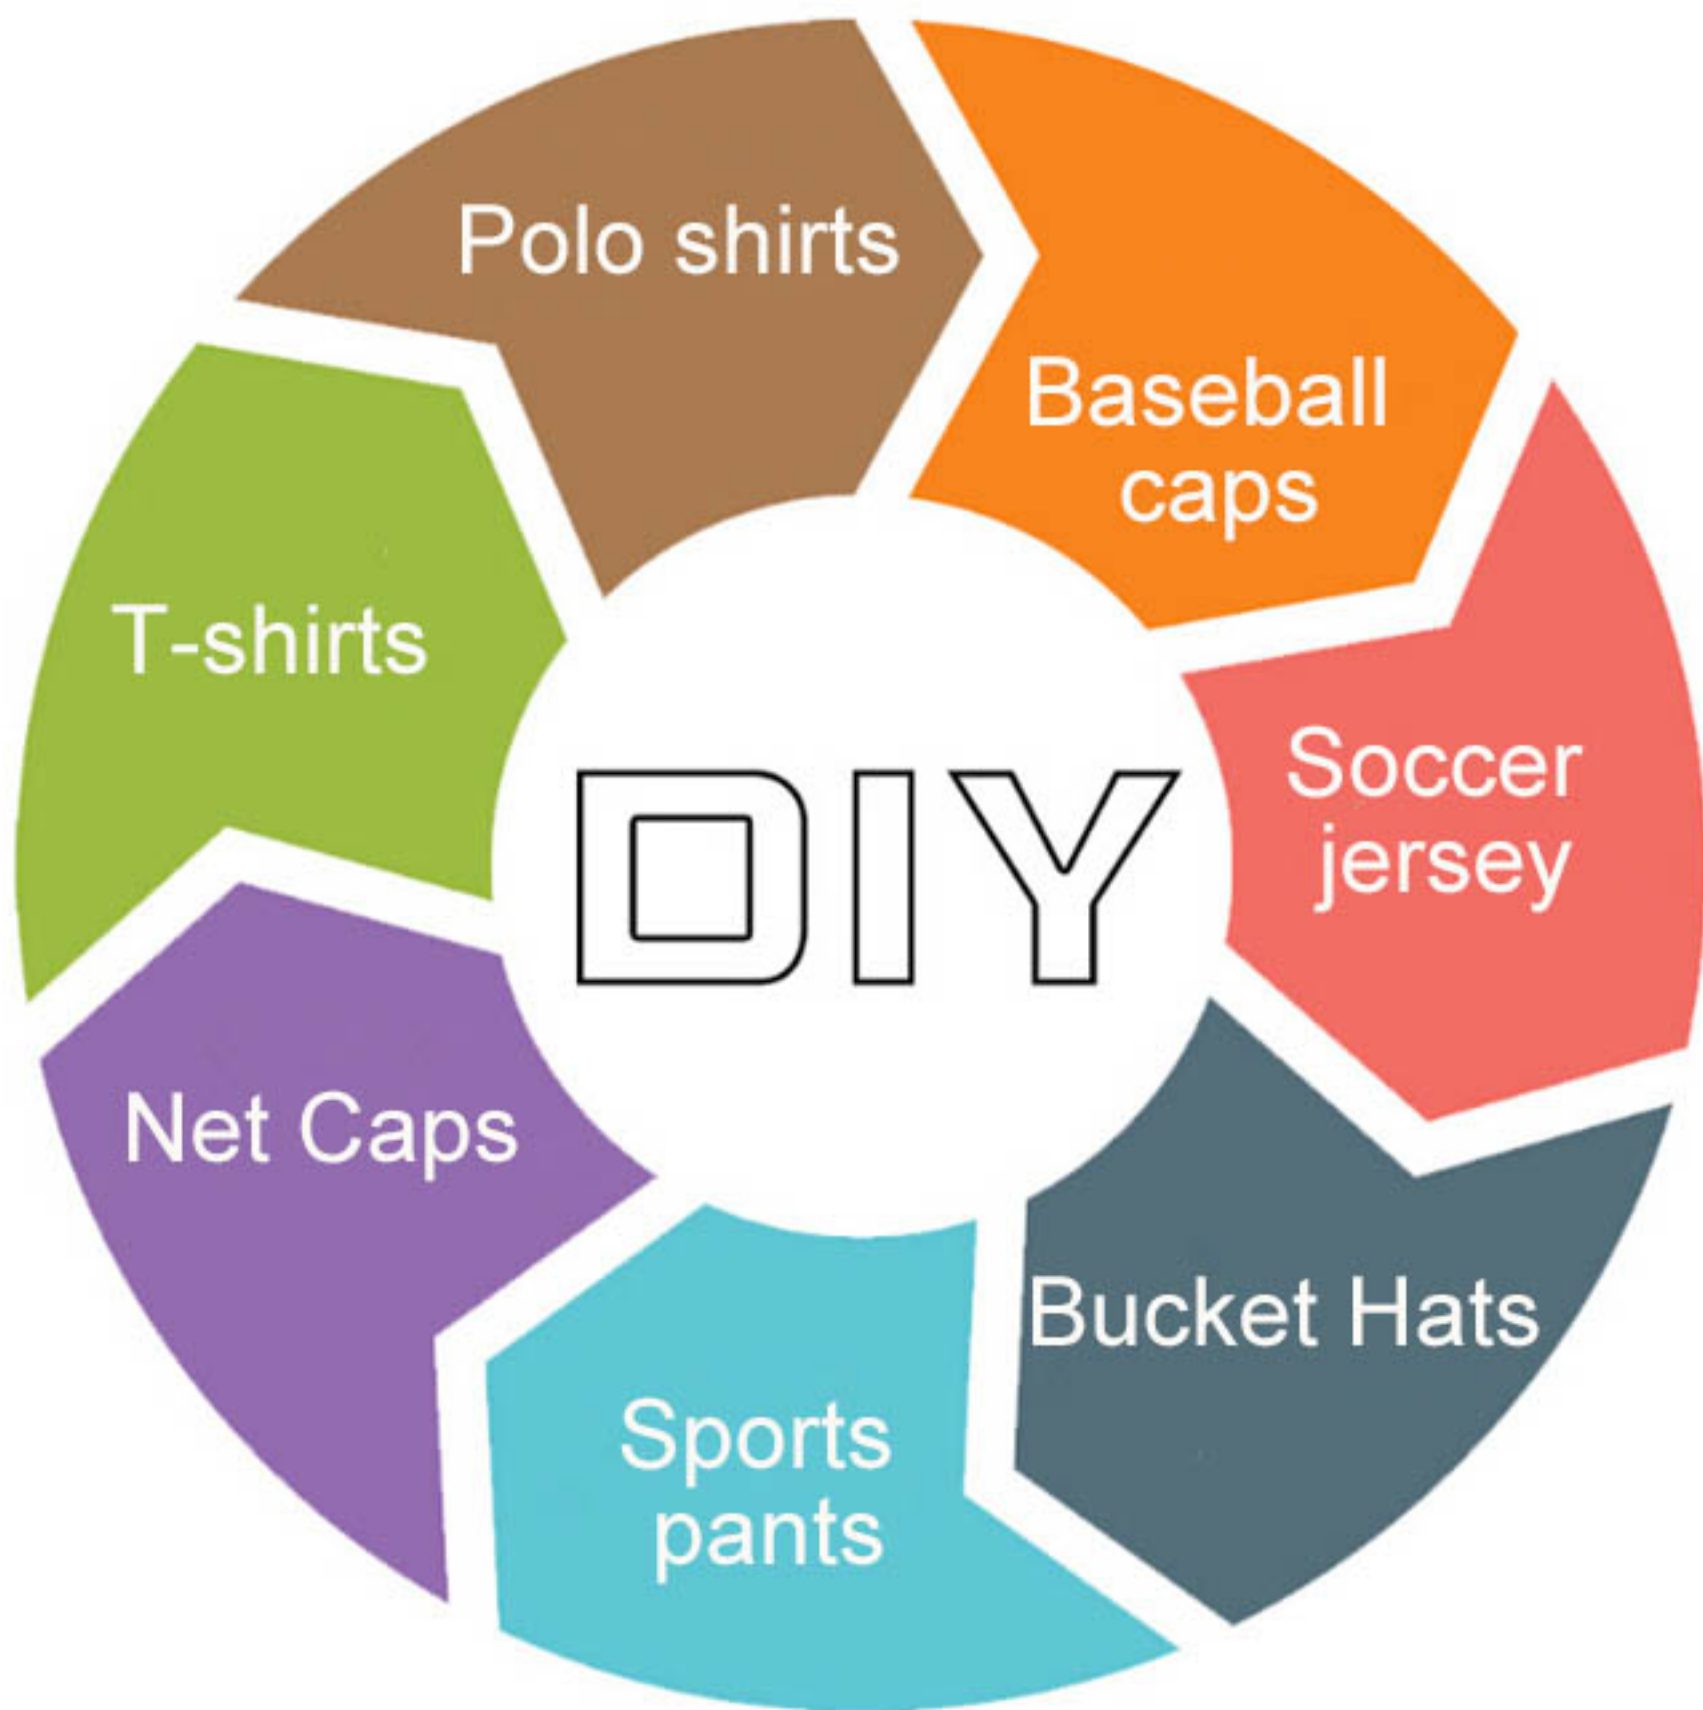 Polo shirts
Baseball
caps
Soccer
jersey
Bucket Hats
Sports
pants
Net Caps
T-shirts
DIY